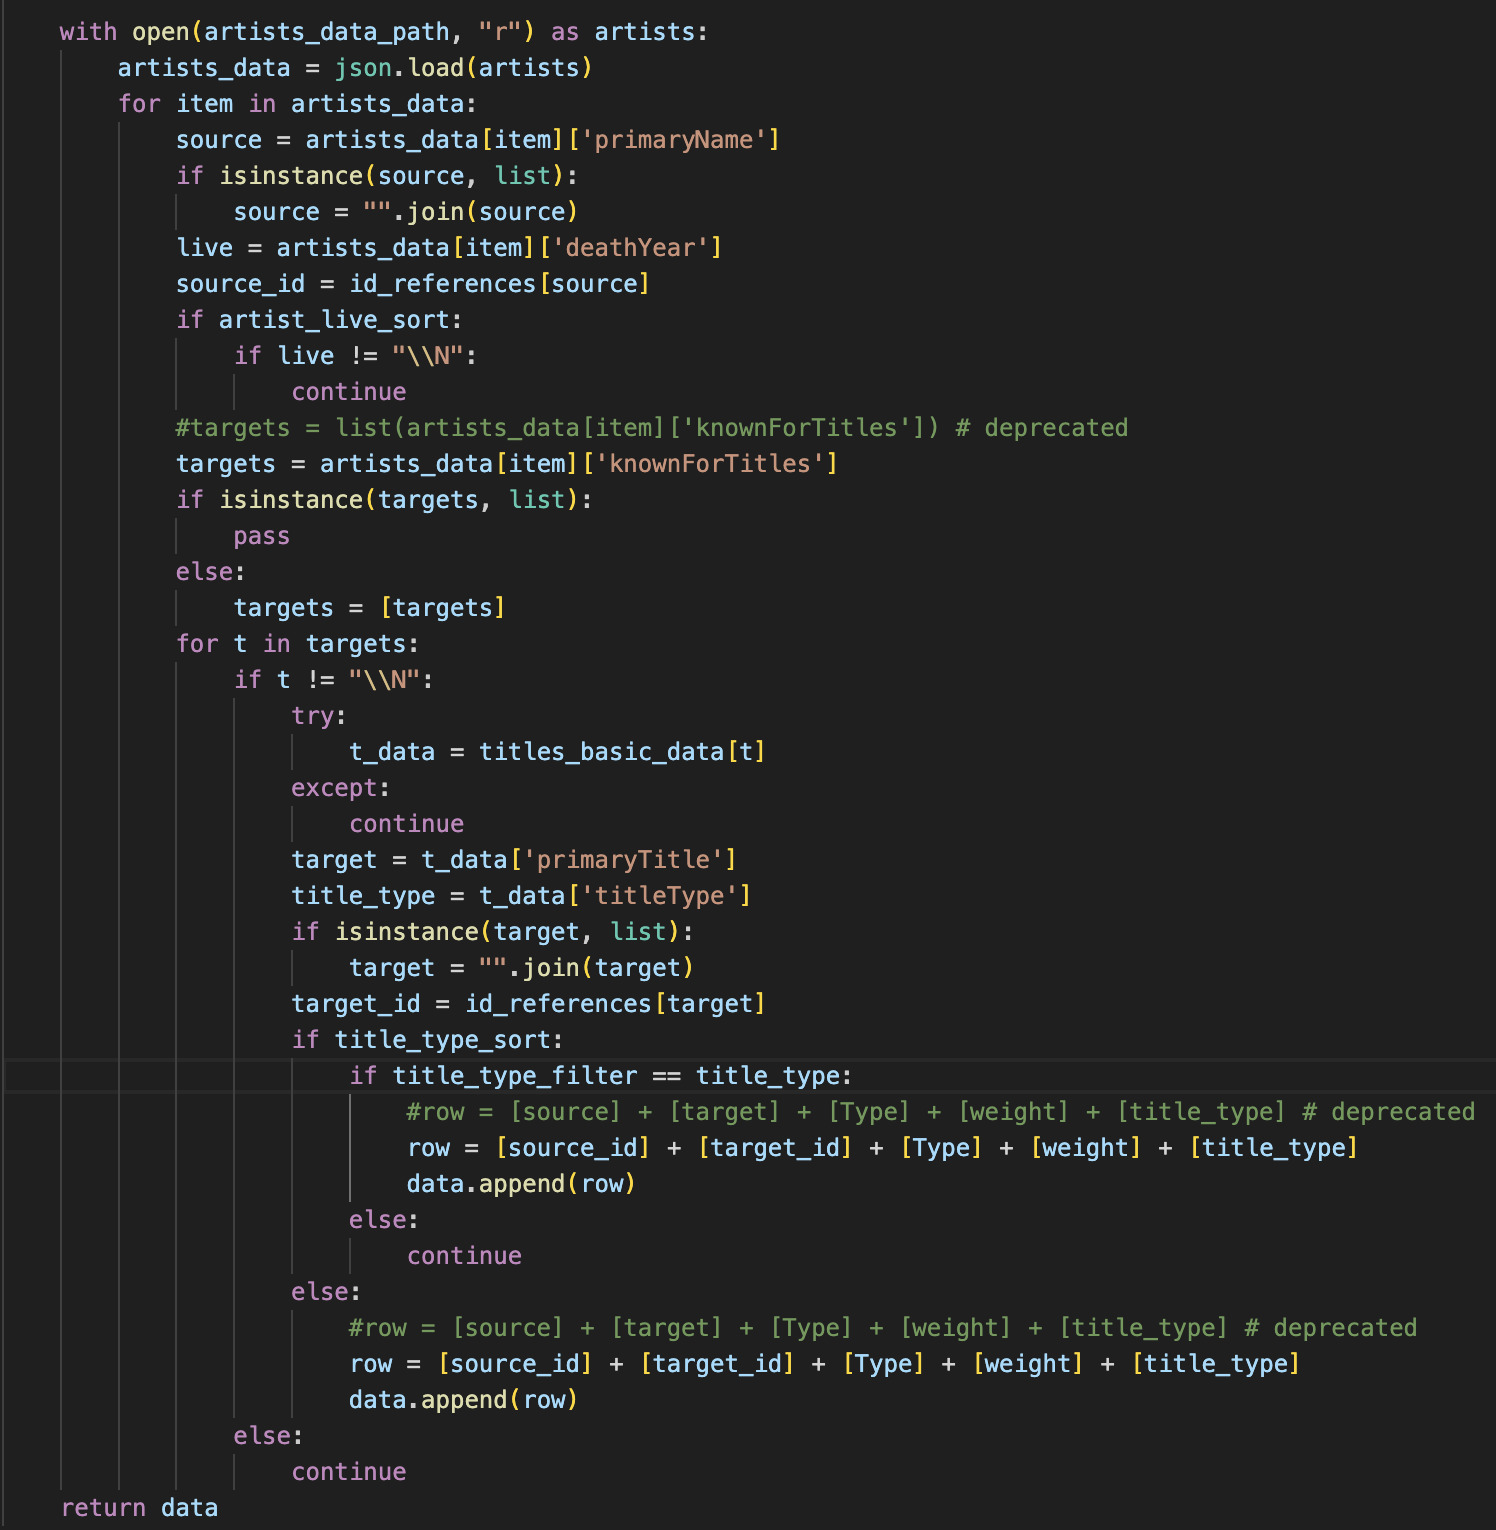 with open(artists_data_path, "r") as artists:
artists_data = json.load(artists)
for item in artists_data:
source = artists_data[item]['primaryName']
if isinstance(source, list):
source = "".join(source)
live = artists_data[item]['deathYear']
source_id = id_references[source]
if artist_live_sort:
if live != "\\N":
continue
#targets = list(artists_data[item]['knownForTitles']) # deprecated
targets = artists_data[item]['knownForTitles']
if isinstance(targets, list):
pass
else:
targets = [targets]
for t in targets:
if t != "\\N":
try:
t_data = titles_basic_data[t]
except:
continue
target = t_data['primaryTitle']
title_type = t_data['titleType']
if isinstance(target, list):
target = "".join(target)
target_id = id_references[target]
if title_type_sort:
if title_type_filter == title_type:
#row = [source] + [target] + [Type] + [weight] + [title_type] # deprecated
row = [source_id] + [target_id] + [Type] + [weight] + [title_type]
data.append(row)
else:
continue
else:
#row = [source] + [target] + [Type] + [weight] + [title_type] # deprecated
row = [source_id] + [target_id] + [Type] + [weight] + [title_type]
data.append(row)
else:
continue
return data